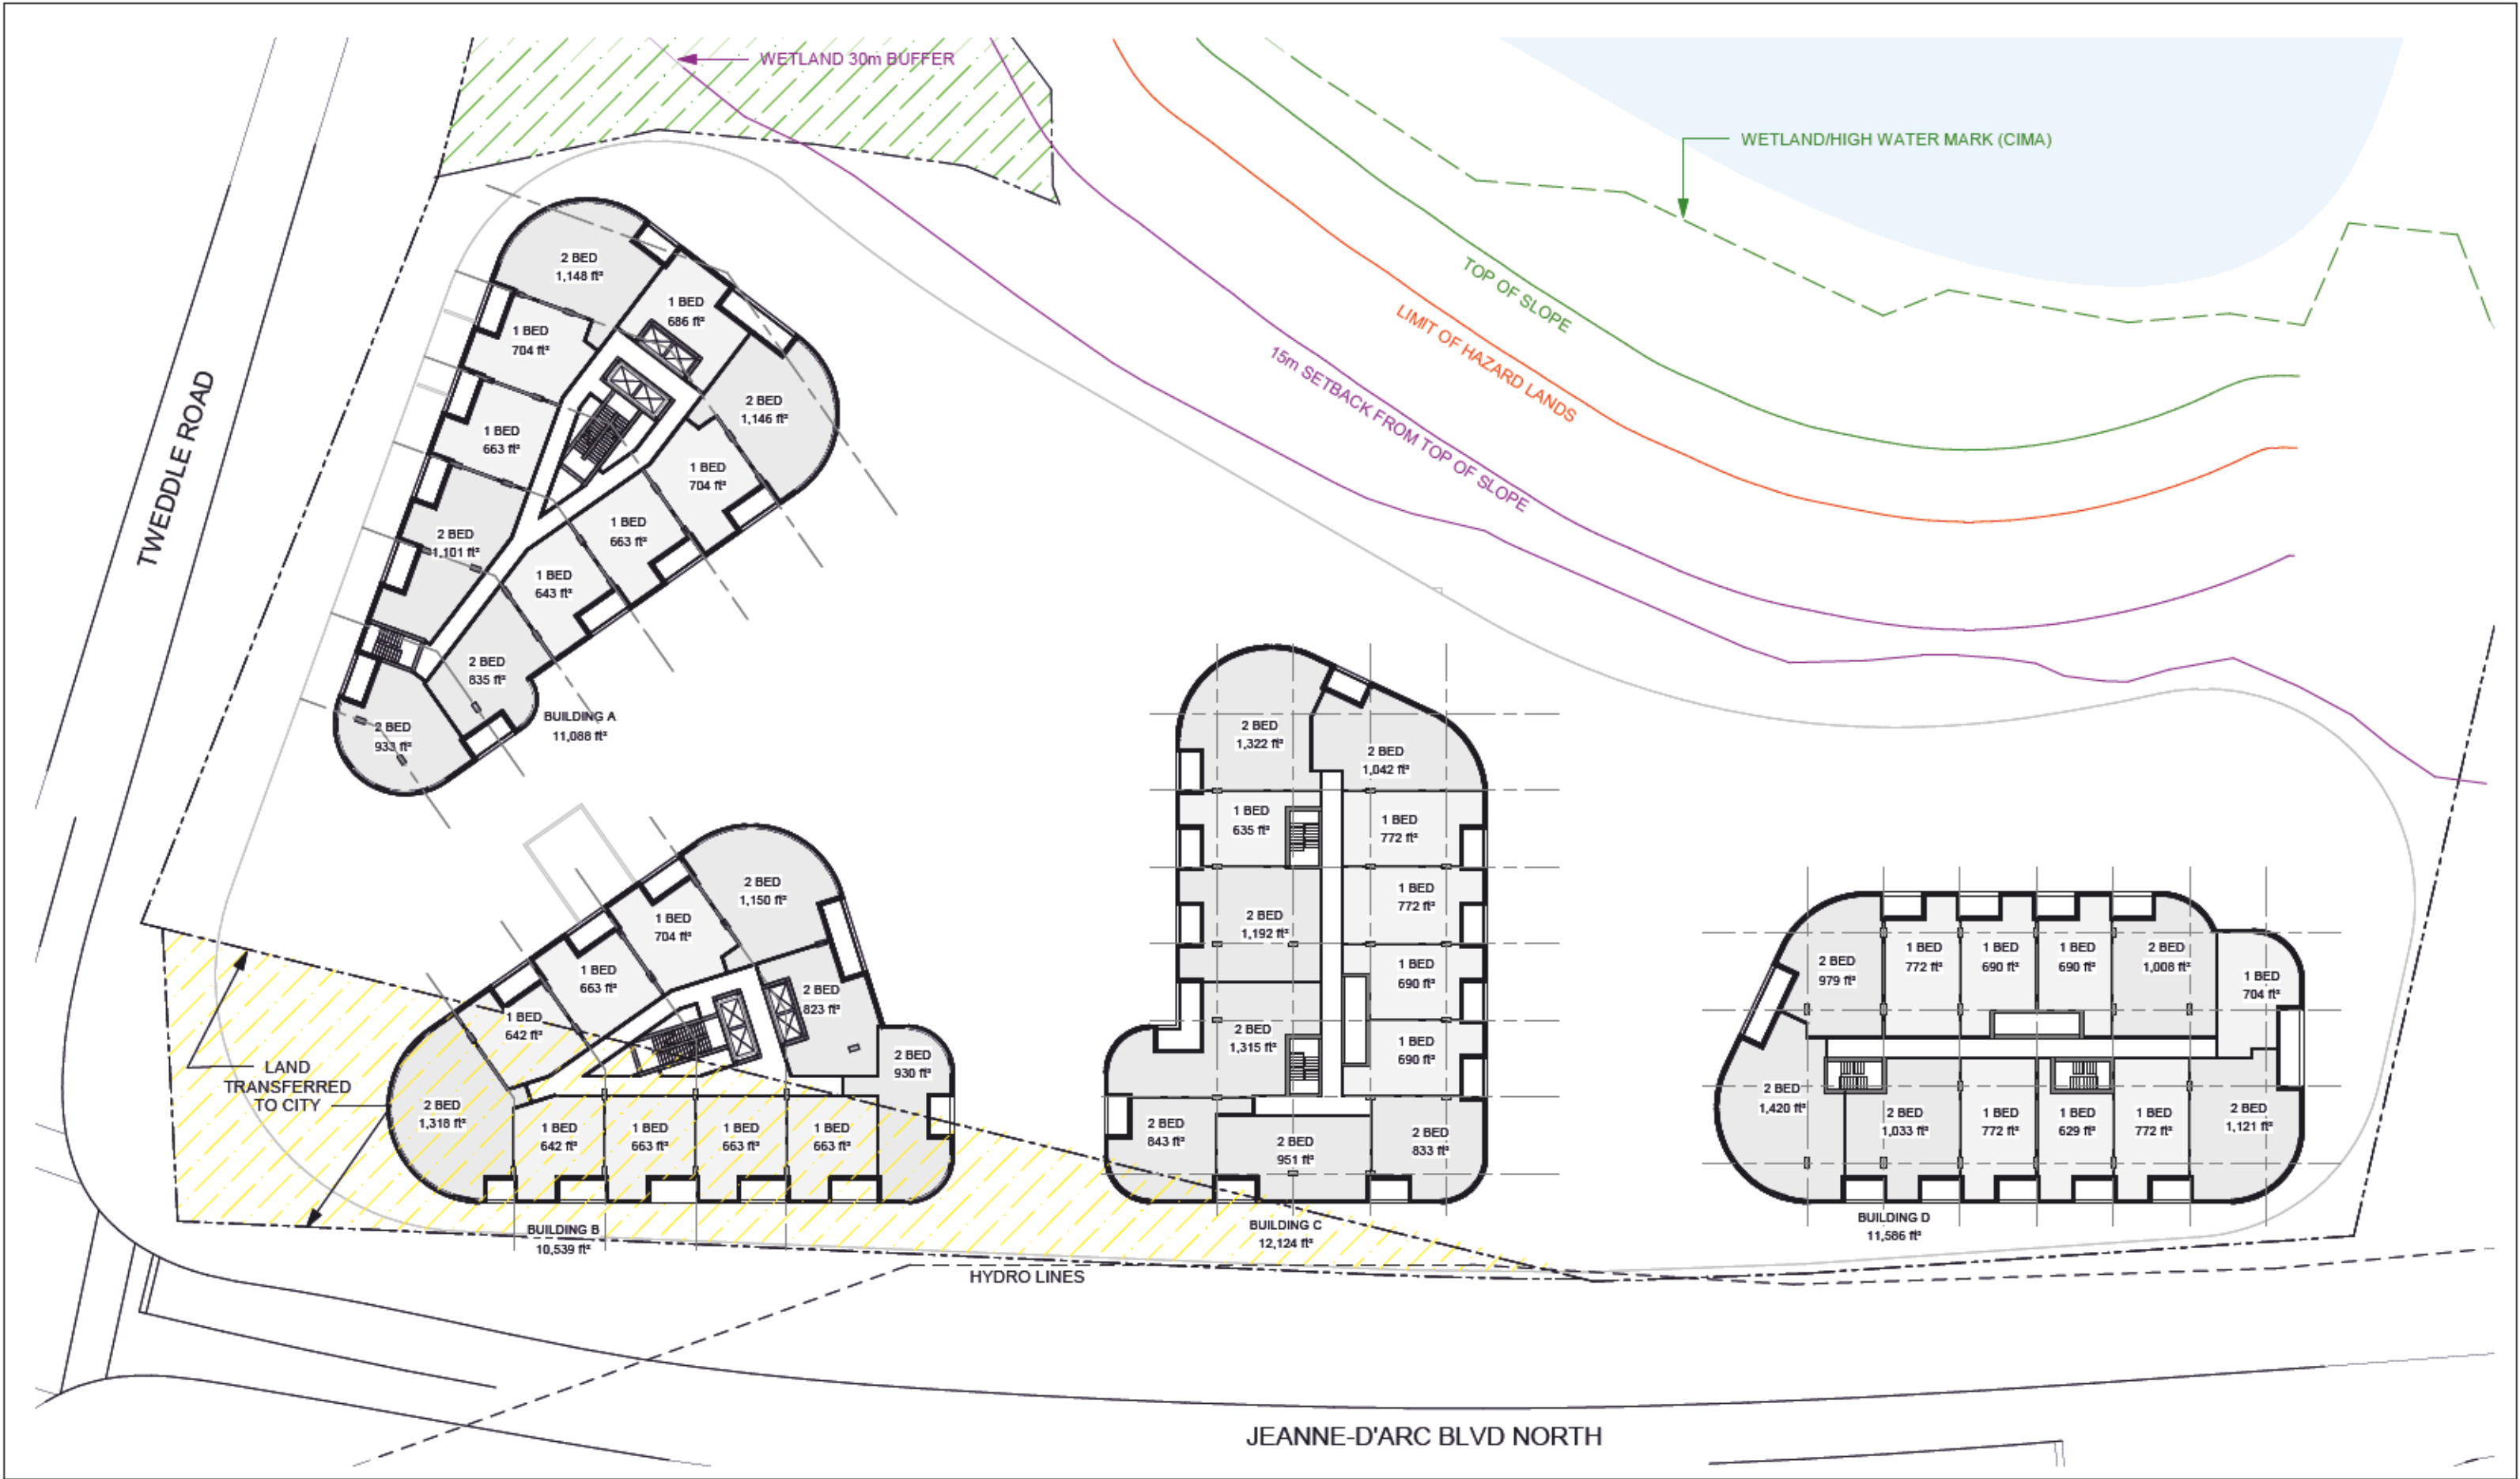 WETLAND 30m BUFFER
WETLAND/HIGH WATER MARK (CIMA)
TOP OF SLOPE
LIMIT OF HAZARD LANDS
15m SETBACK FROM TOP OF SLOPE
TWEDDLE ROAD
2 BED
1,148 ft²
1 BED
686 ft²
1 BED
704 ft²
2 BED
1,146 ft²
1 BED
663 ft²
1 BED
704 ft²
2 BED
1,101 ft²
1 BED
663 ft²
1 BED
643 ft²
2 BED
835 ft²
2 BED
933 ft²
BUILDING A
11,088 ft²
2 BED
1,150 ft²
1 BED
704 ft²
1 BED
663 ft²
2 BED
823 ft²
1 BED
642 ft²
2 BED
930 ft²
2 BED
1,318 ft²
1 BED
642 ft²
1 BED
663 ft²
1 BED
663 ft²
1 BED
663 ft²
BUILDING B
10,539 ft²
LAND
TRANSFERRED
TO CITY
2 BED
1,322 ft²
2 BED
1,042 ft²
1 BED
635 ft²
1 BED
772 ft²
1 BED
772 ft²
2 BED
1,192 ft²
1 BED
690 ft²
2 BED
1,315 ft²
1 BED
690 ft²
2 BED
843 ft²
2 BED
951 ft²
2 BED
833 ft²
BUILDING C
12,124 ft²
2 BED
979 ft²
1 BED
772 ft²
1 BED
690 ft²
1 BED
690 ft²
2 BED
1,008 ft²
1 BED
704 ft²
2 BED
1,420 ft²
2 BED
1,033 ft²
1 BED
772 ft²
1 BED
629 ft²
1 BED
772 ft²
2 BED
1,121 ft²
BUILDING D
11,586 ft²
HYDRO LINES
JEANNE-D'ARC BLVD NORTH